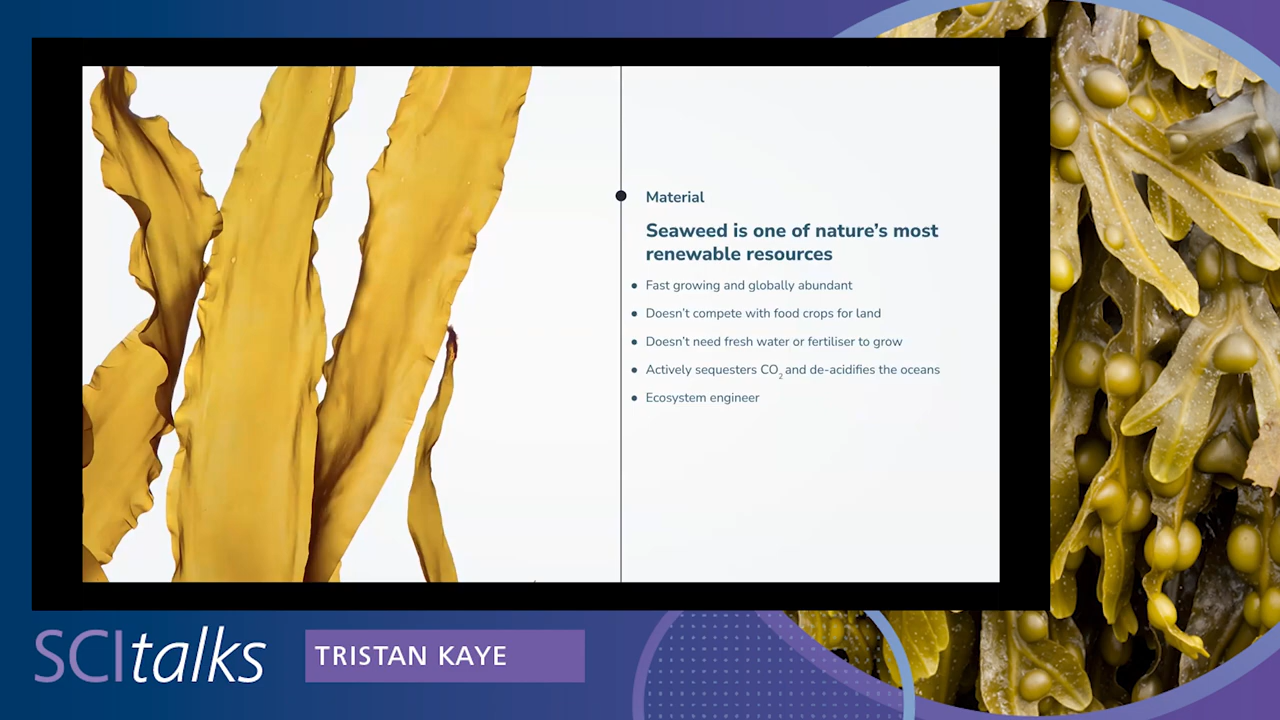 Material
Seaweed is one of nature’s most
renewable resources
Fast growing and globally abundant
Doesn’t compete with food crops for land
Doesn’t need fresh water or fertiliser to grow
Actively sequesters CO2 and de-acidifies the oceans
Ecosystem engineer
SCItalks
TRISTAN KAYE